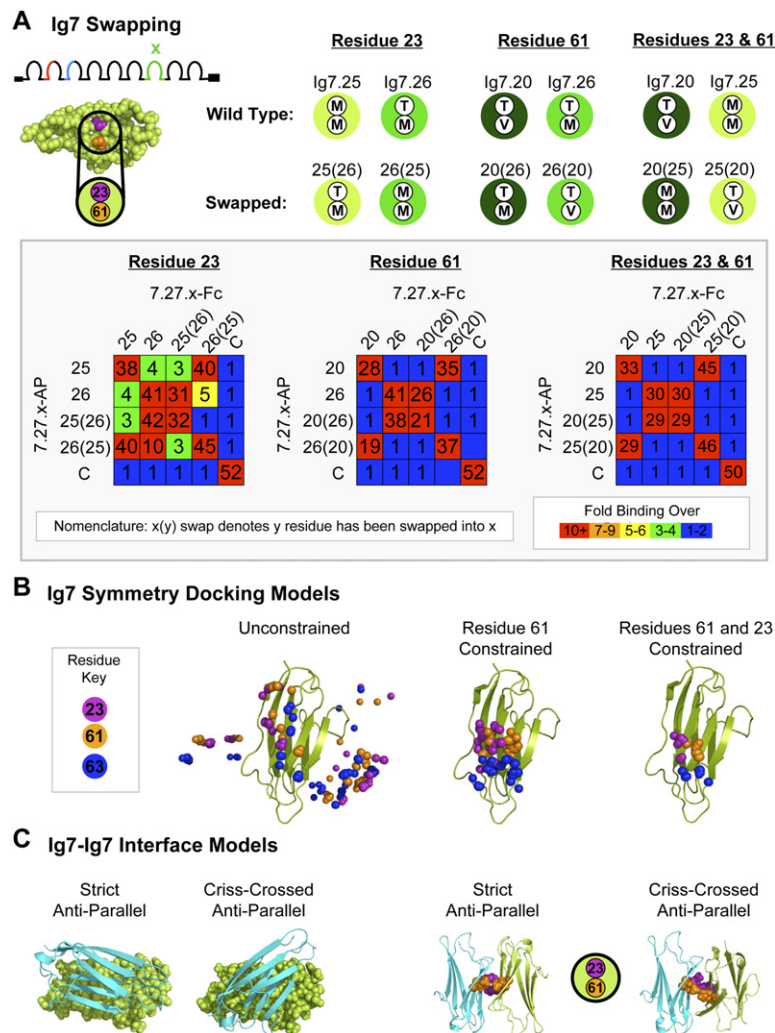 A Ig7 Swapping
x
Residue 23 Residue 61 Residues 23 & 61
Ig7.25 Ig7.26 Ig7.20 Ig7.26 Ig7.20 Ig7.25
Wild Type:
M T T T T M
M M V M V M
25(26) 26(25) 20(26) 26(20) 20(25) 25(20)
Swapped:
T M T T M T
M M M V M V
23
61
Residue 23
7.27.x-Fc
25 26 25(26) 26(25) C
7.27.x-AP
25 38 4 3 40 1
26 4 41 31 5 1
25(26) 3 42 32 1 1
26(25) 40 10 3 45 1
C 1 1 1 1 52
Residue 61
7.27.x-Fc
20 26 20(26) 26(20) C
7.27.x-AP
20 28 1 1 35 1
26 1 41 26 1 1
20(26) 1 38 21 1 1
26(20) 19 1 1 37
C 1 1 1 1 52
Residues 23 & 61
7.27.x-Fc
20 25 20(25) 25(20) C
7.27.x-AP
20 33 1 1 45 1
25 1 30 30 1 1
20(25) 1 29 29 1 1
25(20) 29 1 1 46 1
C 1 1 1 1 50
Nomenclature: x(y) swap denotes y residue has been swapped into x
Fold Binding Over
10+ 7-9 5-6 3-4 1-2
B Ig7 Symmetry Docking Models
Residue
Key
23
61
63
Unconstrained
Residue 61
Constrained
Residues 61 and 23
Constrained
C Ig7-Ig7 Interface Models
Strict
Anti-Parallel
Criss-Crossed
Anti-Parallel
Strict
Anti-Parallel
Criss-Crossed
Anti-Parallel
23
61